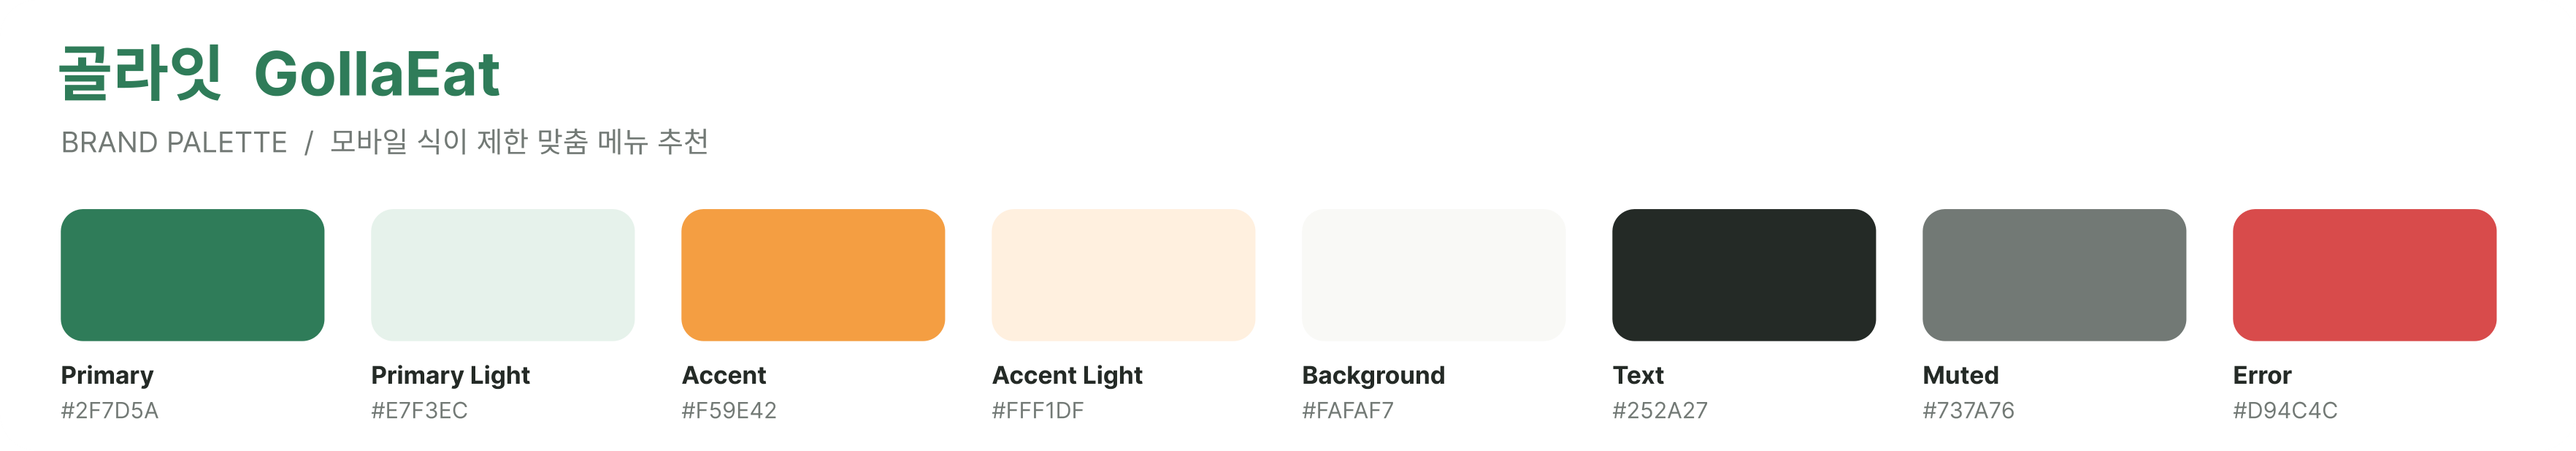 골라잇 GollaEat
BRAND PALETTE / 모바일 식이 제한 맞춤 메뉴 추천
Primary
#2F7D5A
Primary Light
#E7F3EC
Accent
#F59E42
Accent Light
#FFF1DF
Background
#FAFAF7
Text
#252A27
Muted
#737A76
Error
#D94C4C